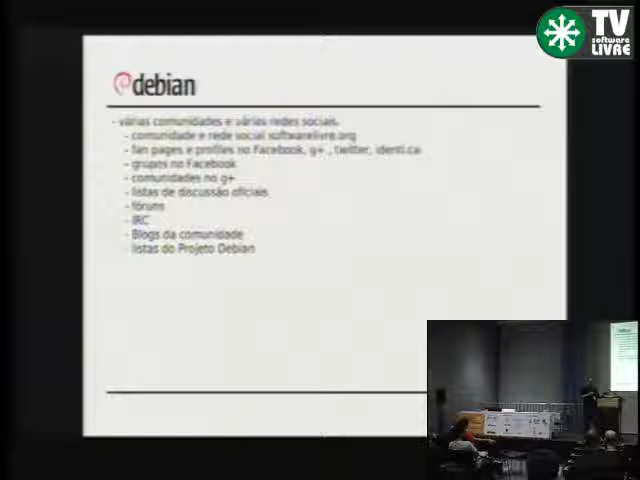 TV
software
LIVRE
debian
- várias comunidades e várias redes sociais.
- comunidade e rede social softwarelivre.org
- fan pages e profiles no Facebook, g+ , twitter, identi.ca
- grupos no Facebook
- comunidades no g+
- listas de discussão oficiais
- fóruns
- IRC
- Blogs da comunidade
- listas do Projeto Debian